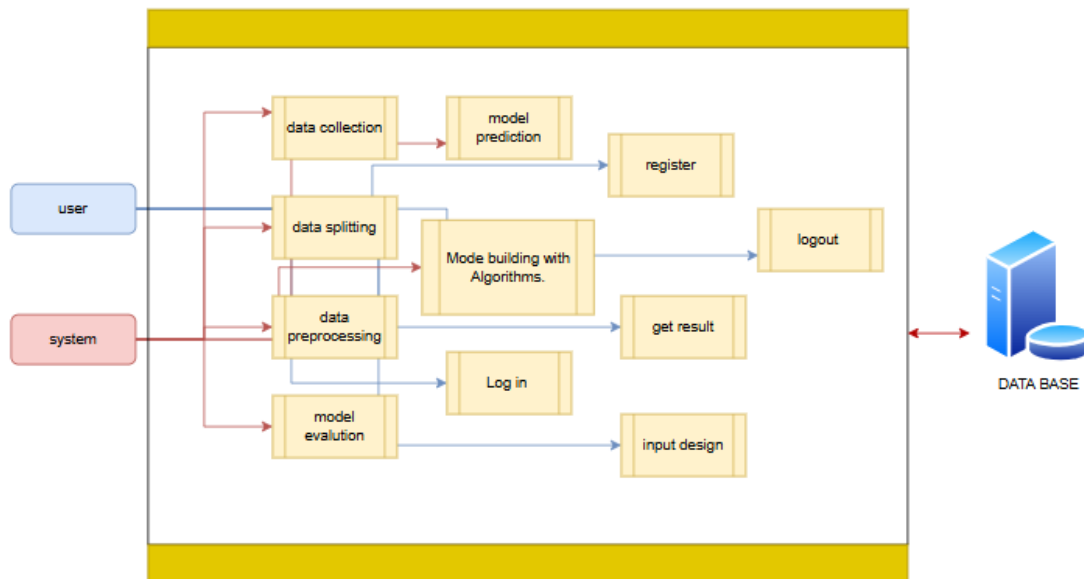 data collection
model
prediction
register
user
data splitting
Mode building with
Algorithms.
logout
system
data
preprocessing
get result
Log in
DATA BASE
model
evalution
input design